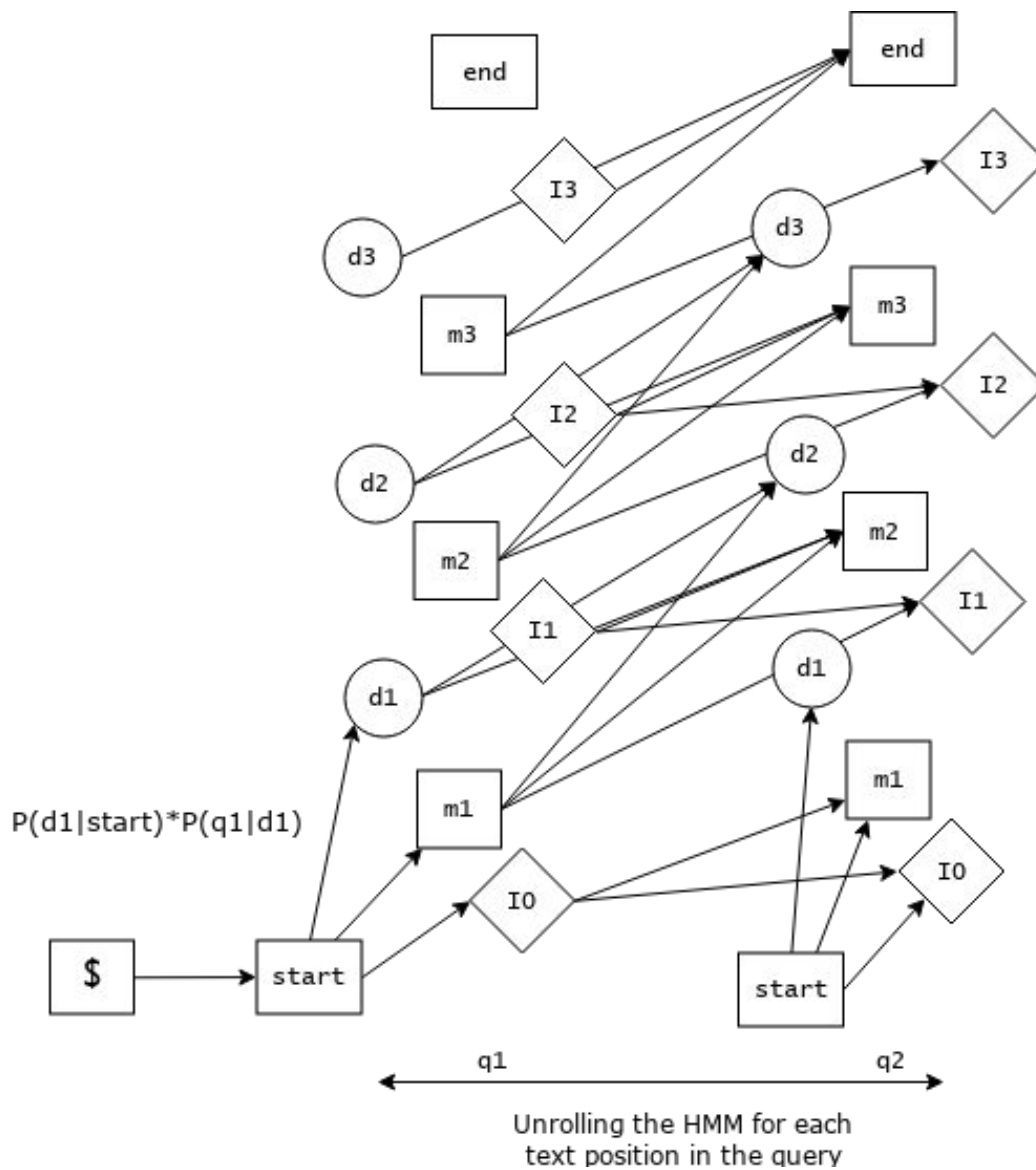 end
end
I3
I3
d3
d3
m3
m3
I2
I2
d2
d2
m2
m2
I1
I1
d1
d1
m1
m1
P(d1|start)*P(q1|d1)
I0
I0
$
start
start
q1
q2
Unrolling the HMM for each
text position in the query